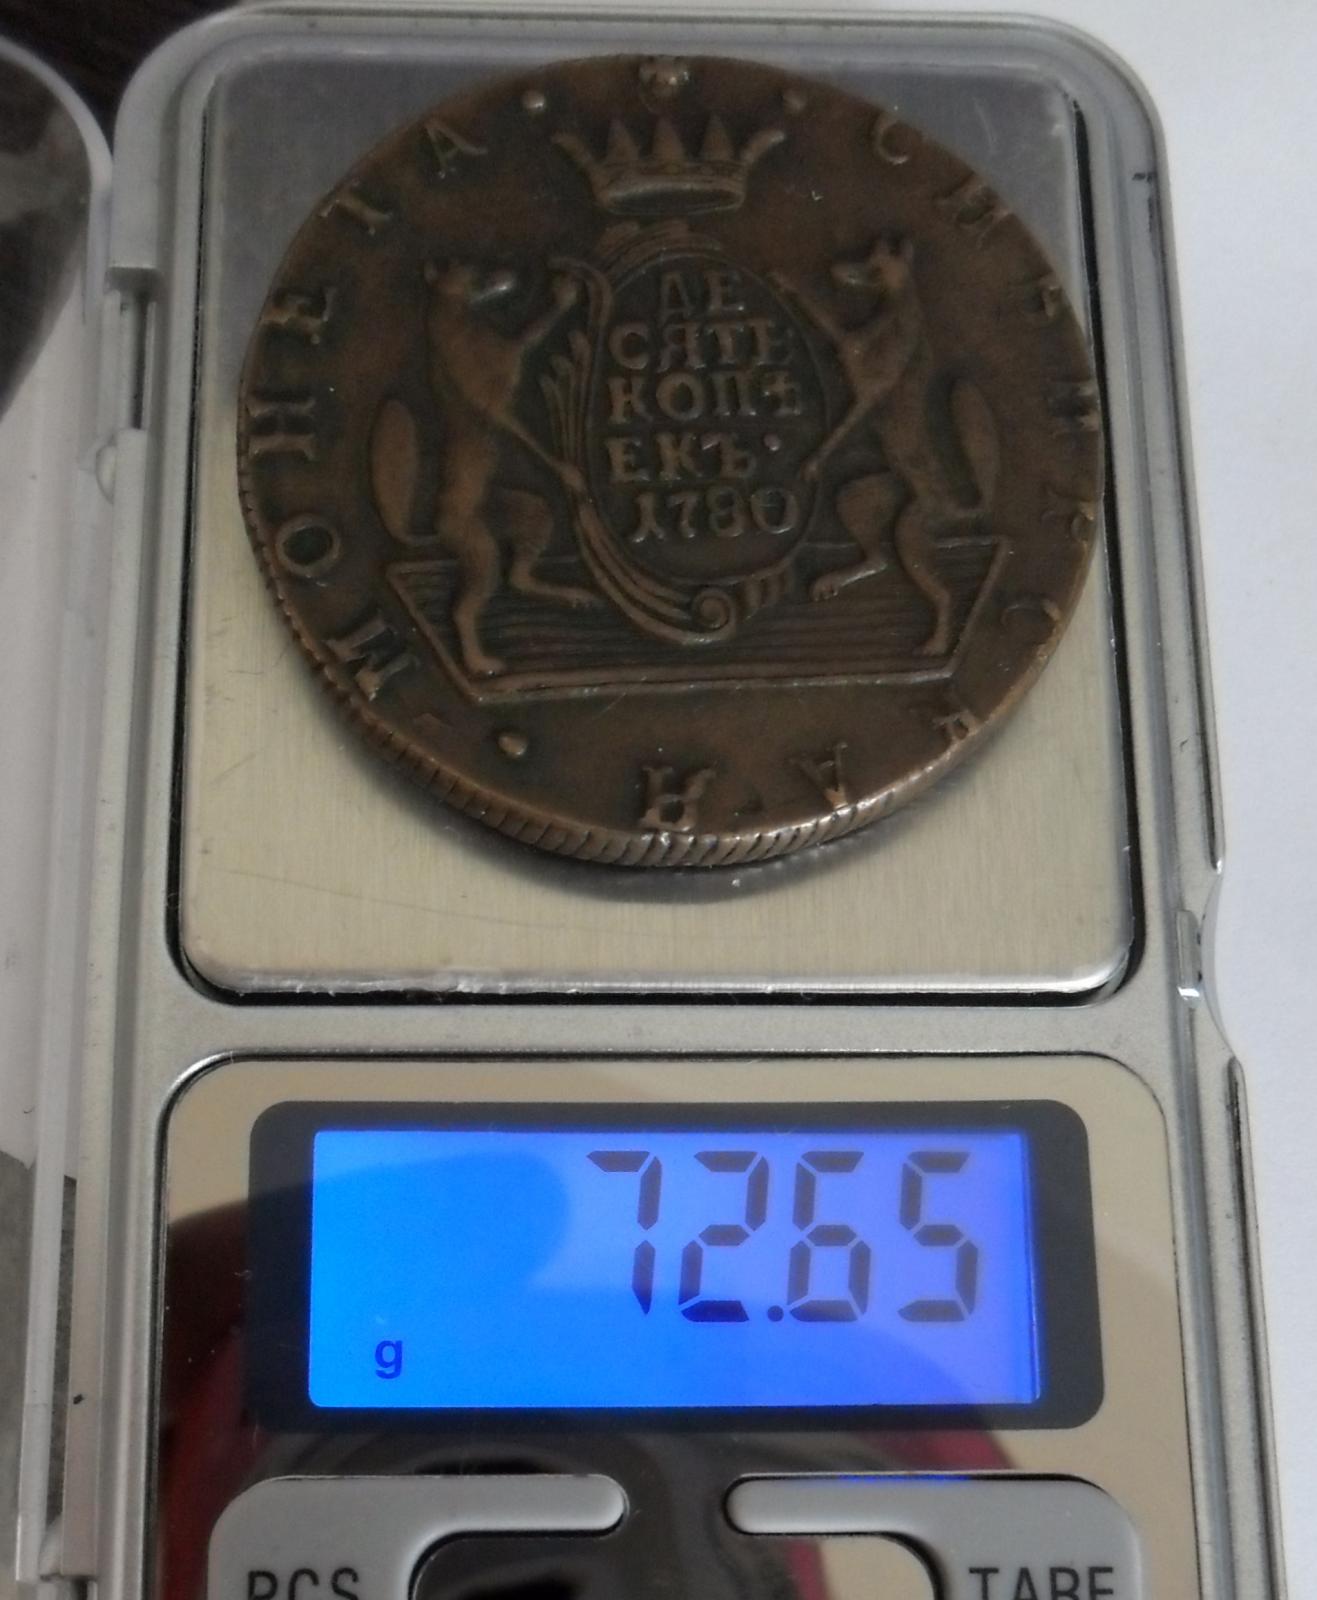 МОНЕТА СИБИРСКАЯ
ДЕ
СЯТЬ
КОПѢ
ЕКЪ
1780
72.65
g
PCS
TARE